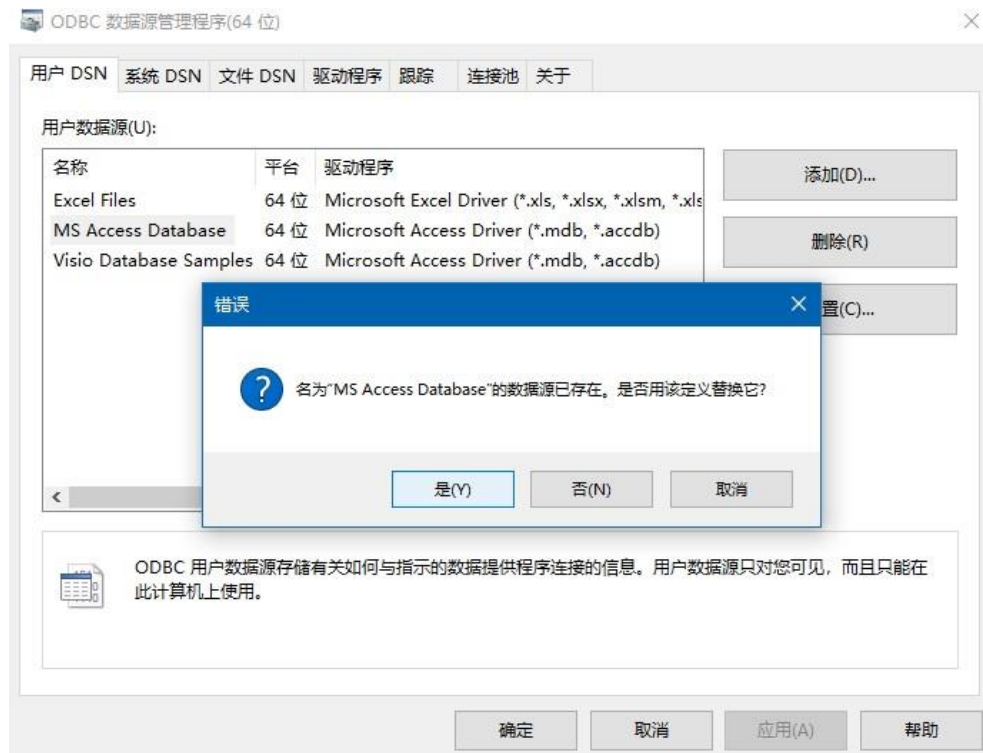 ODBC 数据源管理程序(64 位)
用户 DSN 系统 DSN 文件 DSN 驱动程序 跟踪 连接池 关于
用户数据源(U):
名称 平台 驱动程序
Excel Files 64 位 Microsoft Excel Driver (*.xls, *.xlsx, *.xlsm, *.xls
MS Access Database 64 位 Microsoft Access Driver (*.mdb, *.accdb)
Visio Database Samples 64 位 Microsoft Access Driver (*.mdb, *.accdb)
添加(D)...
删除(R)
置(C)...
错误
名为“MS Access Database”的数据源已存在。是否用该定义替换它?
是(Y) 否(N) 取消
ODBC 用户数据源存储有关如何与指示的数据提供程序连接的信息。用户数据源只对您可见，而且只能在
此计算机上使用。
确定 取消 应用(A) 帮助